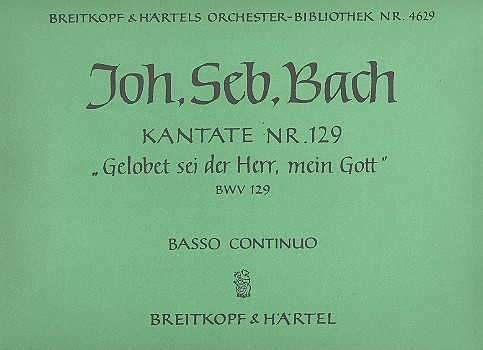 BREITKOPF & HÄRTELS ORCHESTER-BIBLIOTHEK NR. 4629
Joh. Seb. Bach
KANTATE NR. 129
„Gelobet sei der Herr, mein Gott"
BWV 129
BASSO CONTINUO
BREITKOPF & HÄRTEL